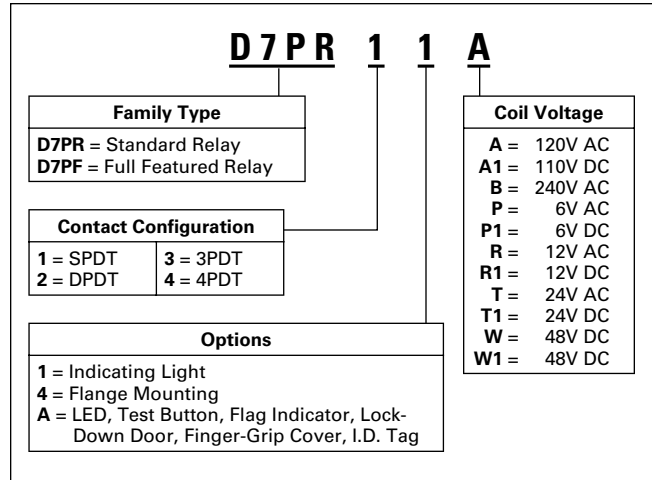 D7PR 1 1 A
Family Type
D7PR = Standard Relay
D7PF = Full Featured Relay
Contact Configuration
1 = SPDT
2 = DPDT
3 = 3PDT
4 = 4PDT
Options
1 = Indicating Light
4 = Flange Mounting
A = LED, Test Button, Flag Indicator, Lock-
Down Door, Finger-Grip Cover, I.D. Tag
Coil Voltage
A = 120V AC
A1 = 110V DC
B = 240V AC
P = 6V AC
P1 = 6V DC
R = 12V AC
R1 = 12V DC
T = 24V AC
T1 = 24V DC
W = 48V DC
W1 = 48V DC